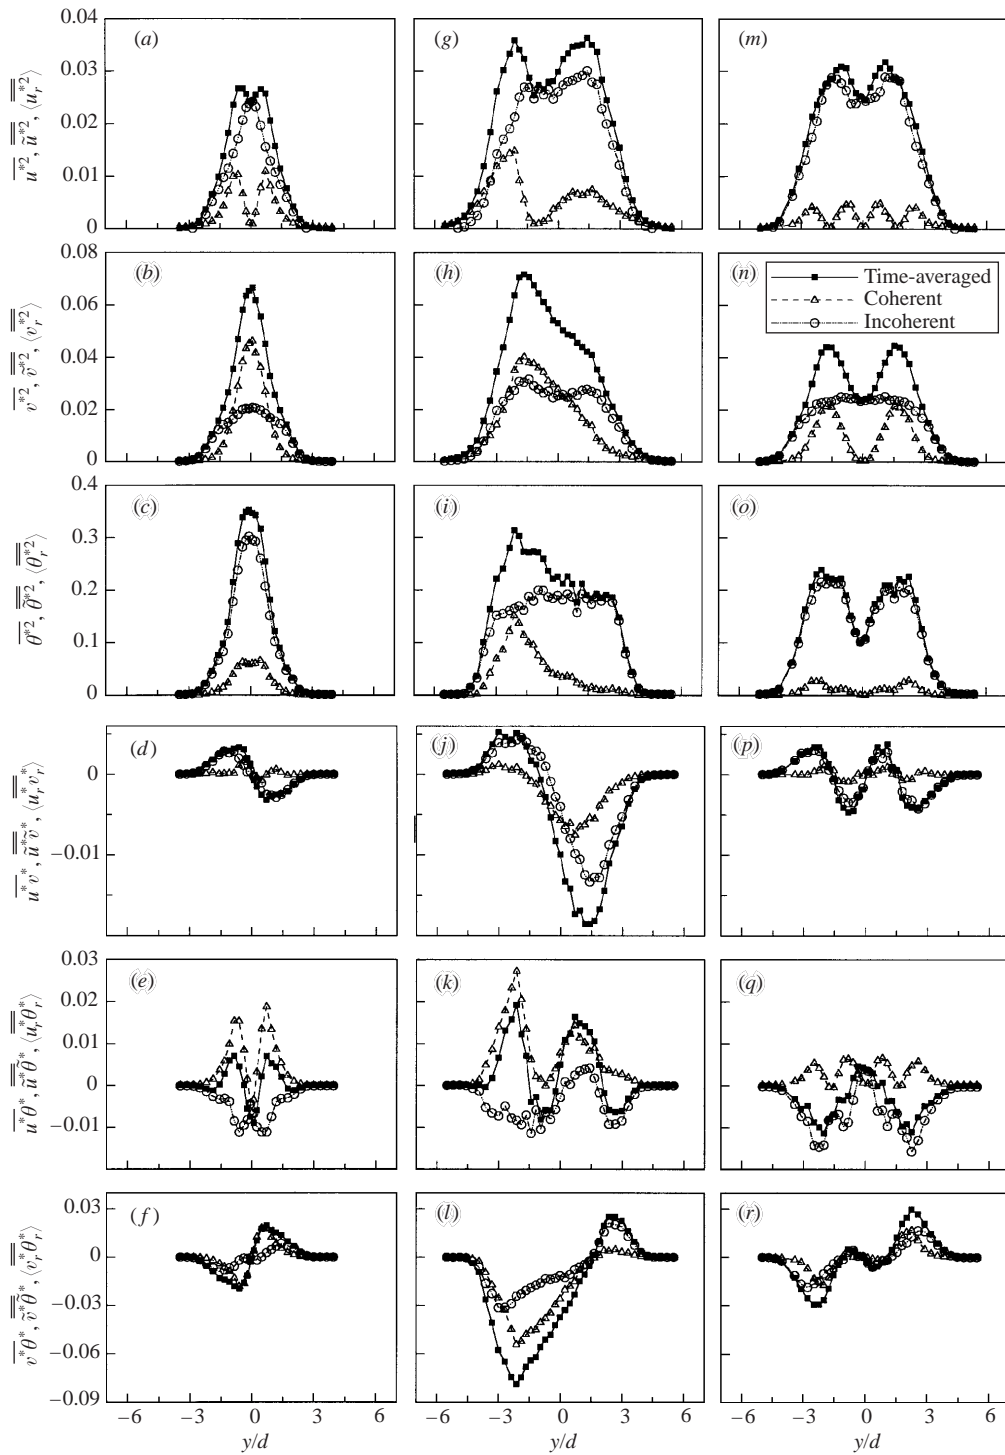 0.04
0.03
0.02
0.01
0
(a)
(g)
(m)
0.08
0.06
0.04
0.02
0
(b)
(h)
(n)
Time-averaged
Coherent
Incoherent
0.4
0.3
0.2
0.1
0
(c)
(i)
(o)
0
−0.01
(d)
(j)
(p)
0.03
0.02
0.01
0
−0.01
(e)
(k)
(q)
0.03
0
−0.03
−0.06
−0.09
(f)
(l)
(r)
−6 −3 0 3 6
−6 −3 0 3 6
−6 −3 0 3 6
y/d
y/d
y/d